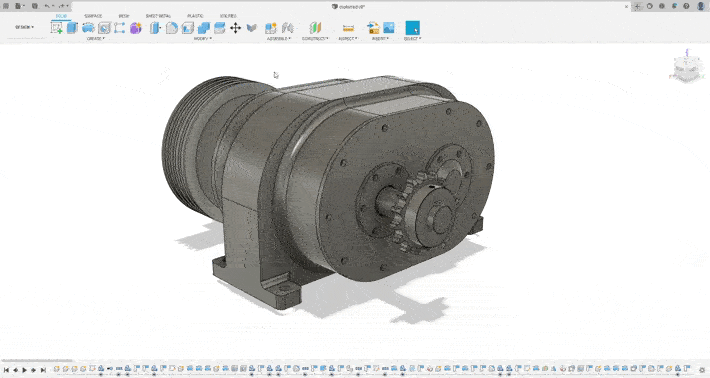 SOLID SURFACE MESH SHEET METAL PLASTIC UTILITIES
DESIGN ▾
CREATE ▾ MODIFY ▾ ASSEMBLE ▾ CONSTRUCT ▾ INSPECT ▾ INSERT ▾ SELECT ▾